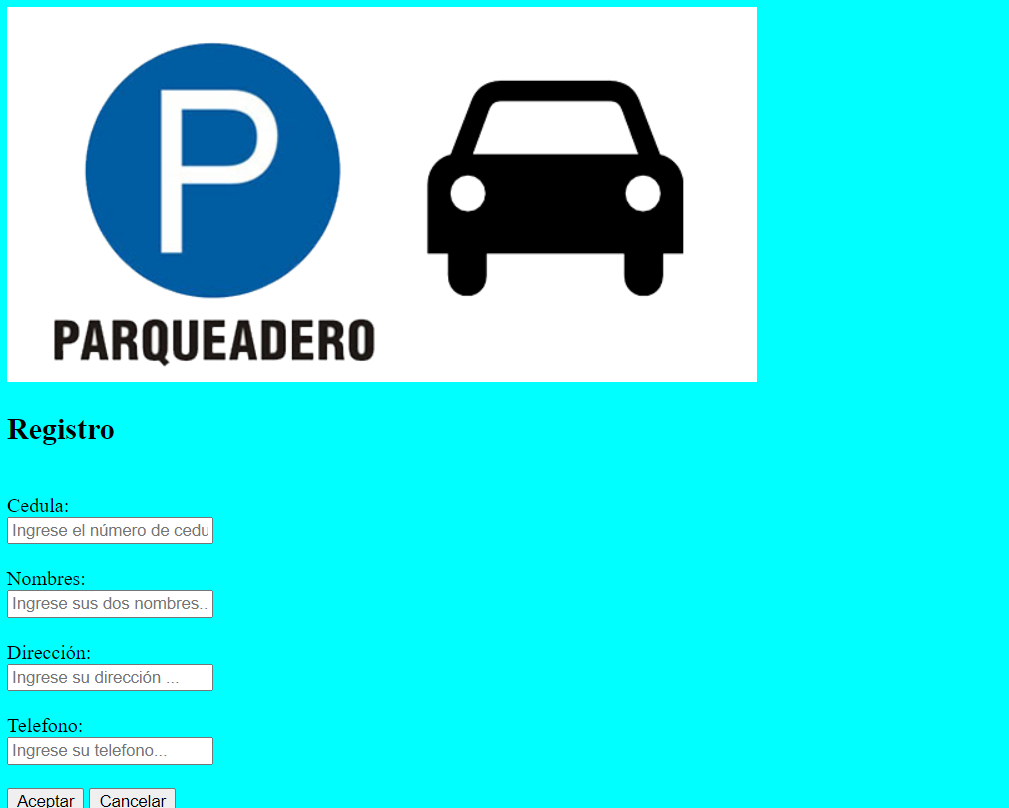 P
PARQUEADERO
Registro
Cedula:
Ingrese el número de cedu
Nombres:
Ingrese sus dos nombres..
Dirección:
Ingrese su dirección ...
Telefono:
Ingrese su telefono...
Aceptar Cancelar